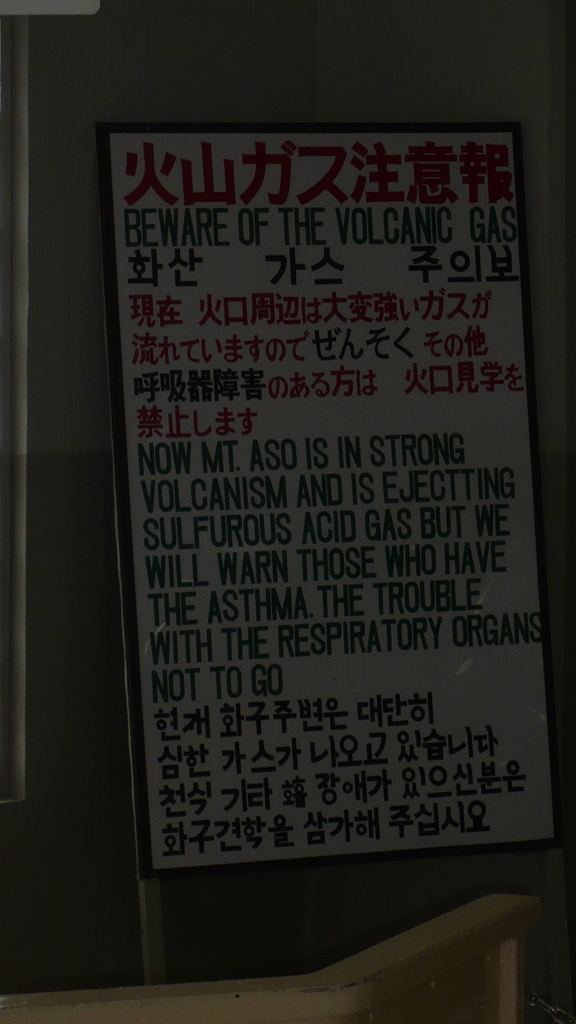 火山ガス注意報
BEWARE OF THE VOLCANIC GAS
화산 가스 주의보
現在 火口周辺は大変強いガスが
流れていますのでぜんそく その他
呼吸器障害のある方は 火口見学を
禁止します
NOW MT. ASO IS IN STRONG
VOLCANISM AND IS EJECTTING
SULFUROUS ACID GAS BUT WE
WILL WARN THOSE WHO HAVE
THE ASTHMA. THE TROUBLE
WITH THE RESPIRATORY ORGANS
NOT TO GO
현재 화구주변은 대단히
심한 가스가 나오고 있습니다
천식 기타 장애가 있으신분은
화구견학을 삼가해 주십시오